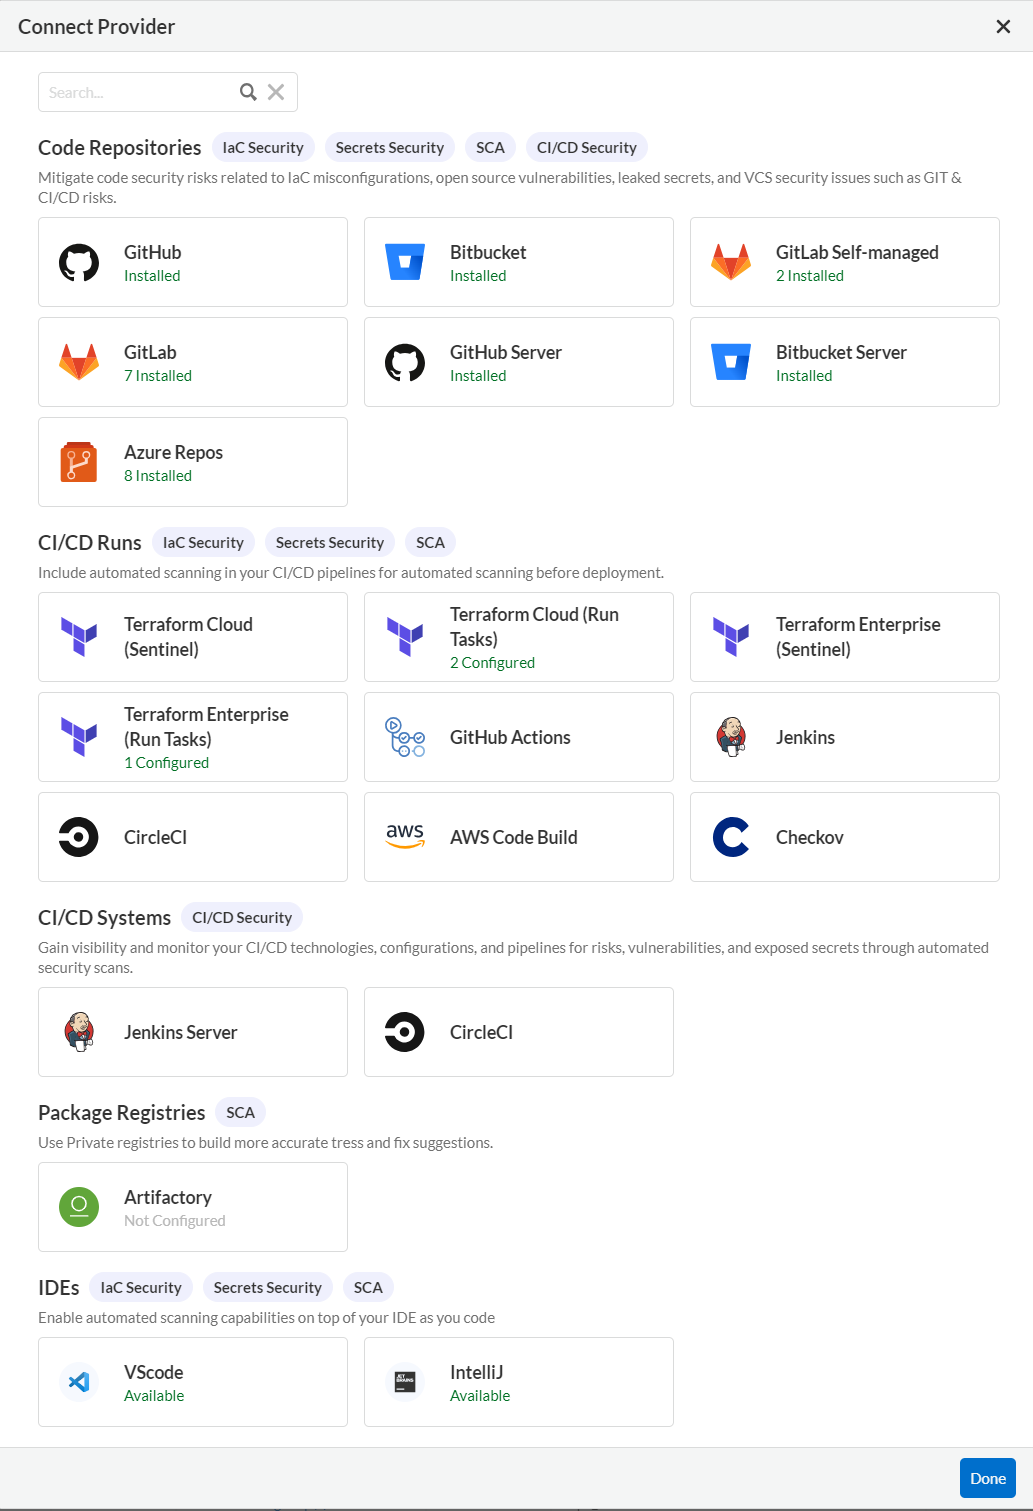 Connect Provider
Search...
Code Repositories IaC Security Secrets Security SCA CI/CD Security
Mitigate code security risks related to IaC misconfigurations, open source vulnerabilities, leaked secrets, and VCS security issues such as GIT &
CI/CD risks.
GitHub
Installed
Bitbucket
Installed
GitLab Self-managed
2 Installed
GitLab
7 Installed
GitHub Server
Installed
Bitbucket Server
Installed
Azure Repos
8 Installed
CI/CD Runs IaC Security Secrets Security SCA
Include automated scanning in your CI/CD pipelines for automated scanning before deployment.
Terraform Cloud
(Sentinel)
Terraform Cloud (Run
Tasks)
2 Configured
Terraform Enterprise
(Sentinel)
Terraform Enterprise
(Run Tasks)
1 Configured
GitHub Actions
Jenkins
CircleCI
aws
AWS Code Build
Checkov
CI/CD Systems CI/CD Security
Gain visibility and monitor your CI/CD technologies, configurations, and pipelines for risks, vulnerabilities, and exposed secrets through automated
security scans.
Jenkins Server
CircleCI
Package Registries SCA
Use Private registries to build more accurate tress and fix suggestions.
Artifactory
Not Configured
IDEs IaC Security Secrets Security SCA
Enable automated scanning capabilities on top of your IDE as you code
VScode
Available
JET
BRAINS
IntelliJ
Available
Done